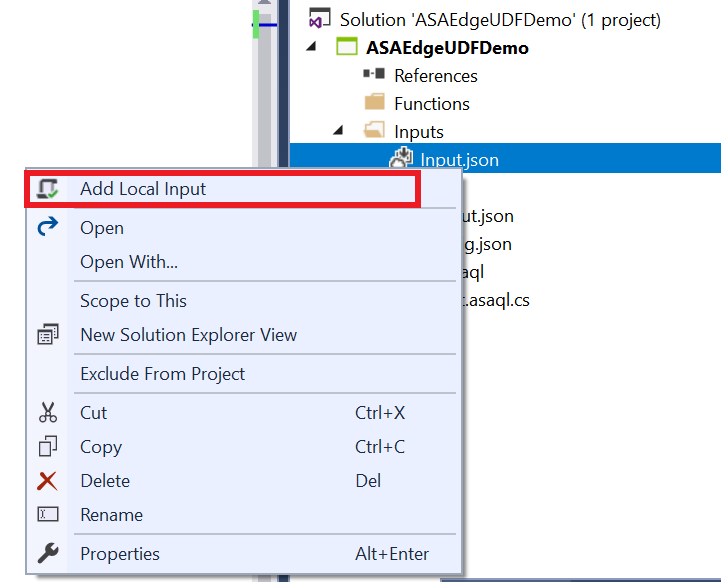 Solution 'ASAEdgeUDFDemo' (1 project)
ASAEdgeUDFDemo
References
Functions
Inputs
Input.json
ut.json
g.json
aql
t.asaql.cs
Add Local Input
Open
Open With...
Scope to This
New Solution Explorer View
Exclude From Project
Cut Ctrl+X
Copy Ctrl+C
Delete Del
Rename
Properties Alt+Enter